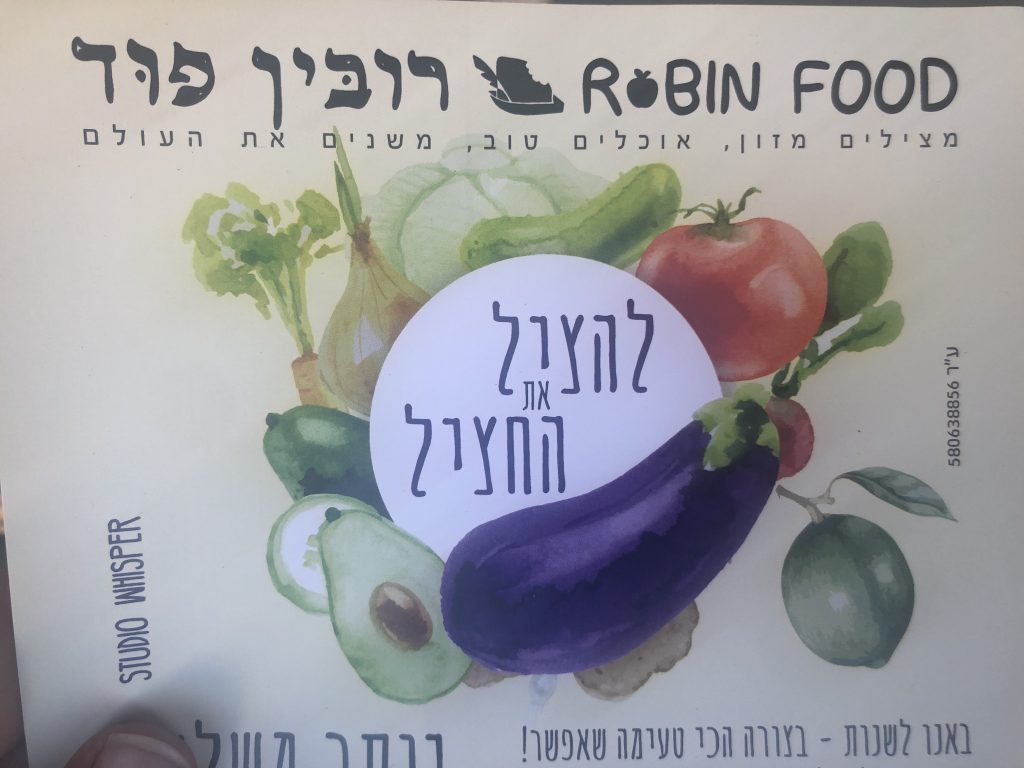 רובין פוד ROBIN FOOD
מצילים מזון, אוכלים טוב, משנים את העולם
להציל
את
החציל
ע"ר 580638856
STUDIO WHISPER
באנו לשנות - בצורה הכי טעימה שאפשר!